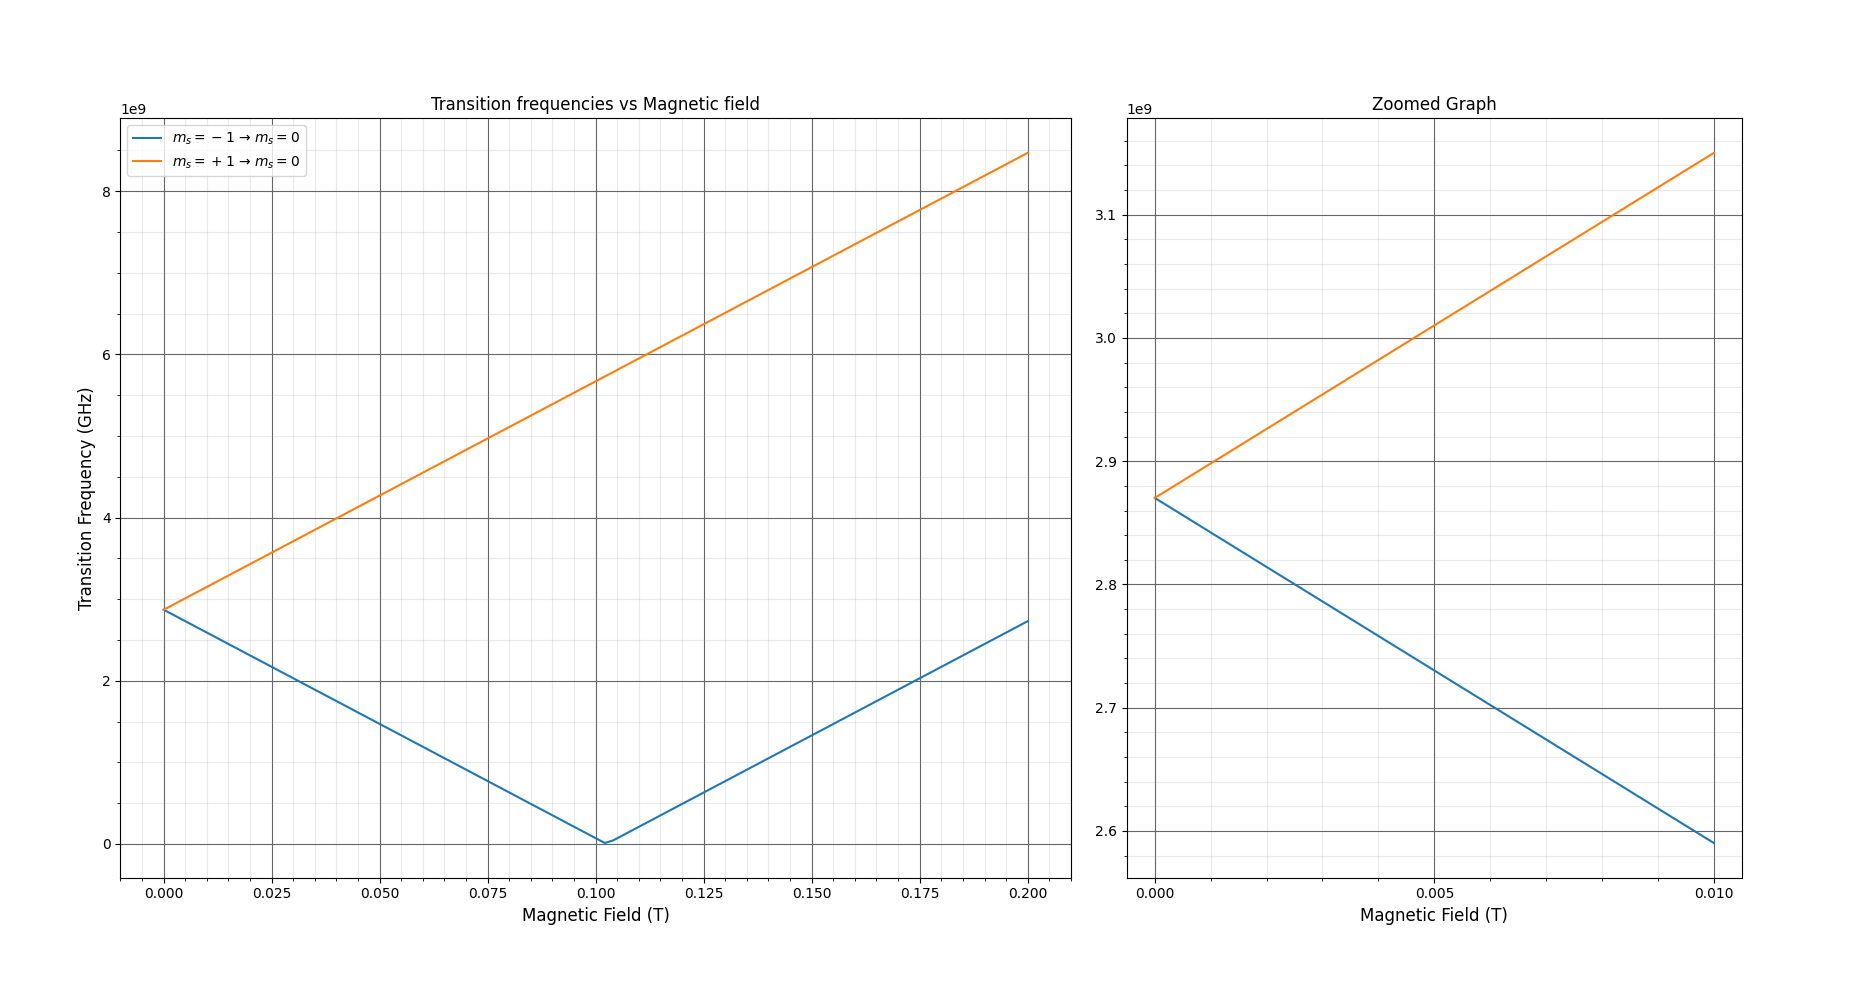 Transition frequencies vs Magnetic field
1e9
m_s = −1 → m_s = 0
m_s = +1 → m_s = 0
8
6
4
2
0
Transition Frequency (GHz)
0.000 0.025 0.050 0.075 0.100 0.125 0.150 0.175 0.200
Magnetic Field (T)
Zoomed Graph
1e9
3.1
3.0
2.9
2.8
2.7
2.6
0.000 0.005 0.010
Magnetic Field (T)